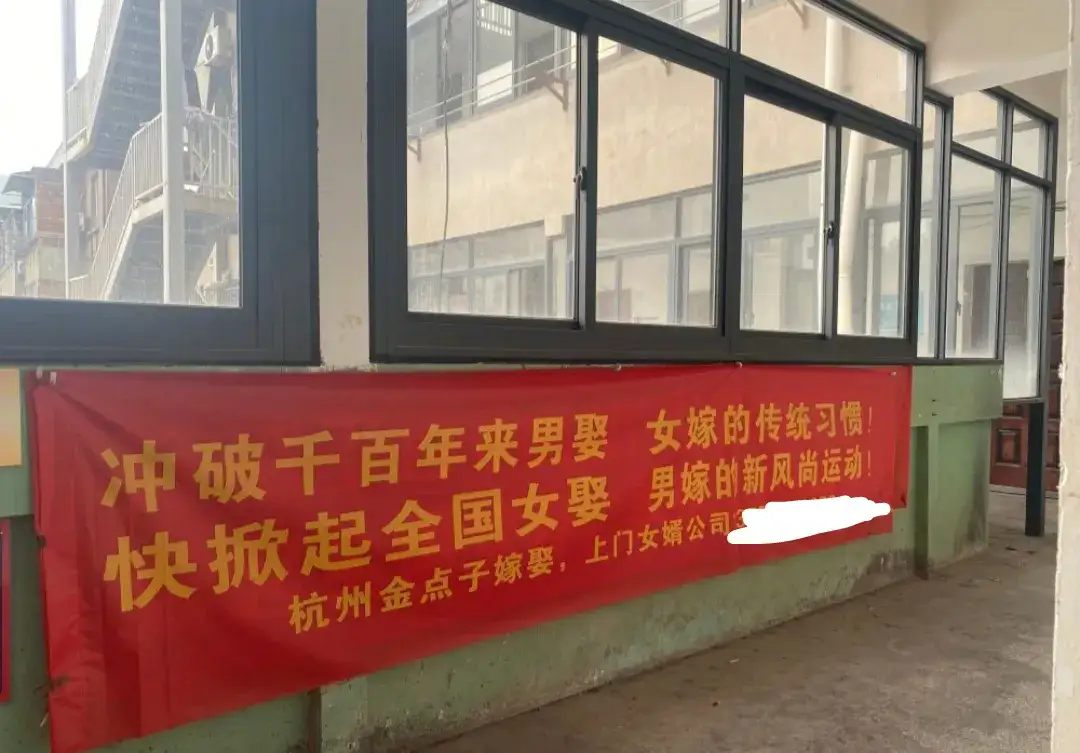 冲破千百年来男娶 女嫁的传统习惯!
快掀起全国女娶 男嫁的新风尚运动!
杭州金点子嫁娶,上门女婿公司